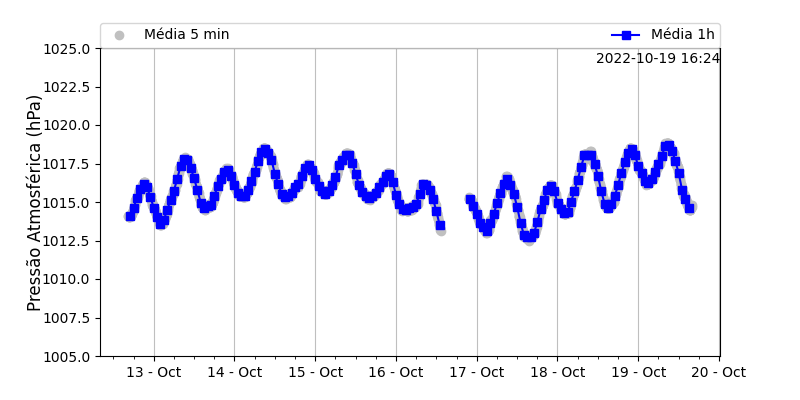 Média 5 min
Média 1h
2022-10-19 16:24
Pressão Atmosférica (hPa)
1025.0
1022.5
1020.0
1017.5
1015.0
1012.5
1010.0
1007.5
1005.0
13 - Oct
14 - Oct
15 - Oct
16 - Oct
17 - Oct
18 - Oct
19 - Oct
20 - Oct